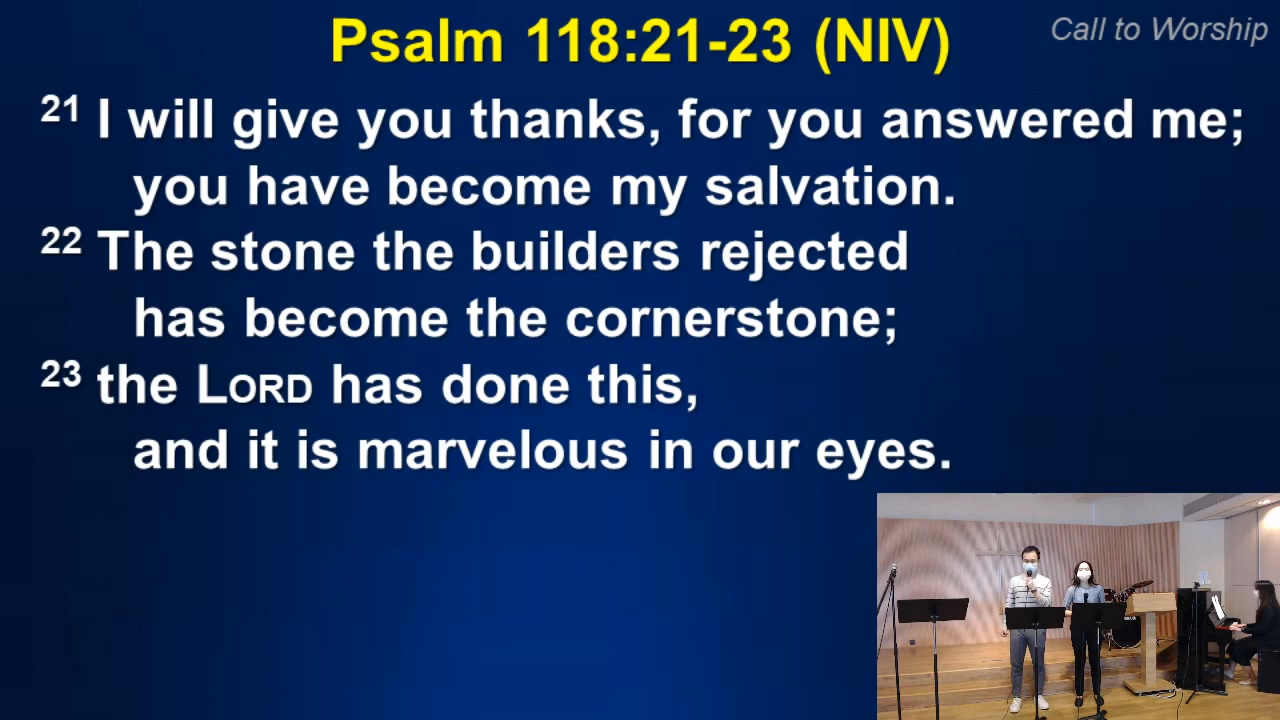 Psalm 118:21-23 (NIV)
Call to Worship
21 I will give you thanks, for you answered me;
you have become my salvation.
22 The stone the builders rejected
has become the cornerstone;
23 the LORD has done this,
and it is marvelous in our eyes.